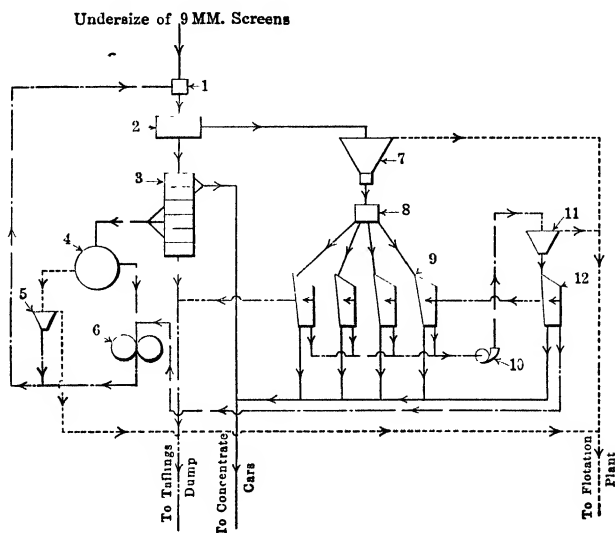 Undersize of 9 MM. Screens
1
2
3
4
5
6
7
8
9
10
11
12
To Tailings
Dump
To Concentrate
Cars
To Flotation
Plant